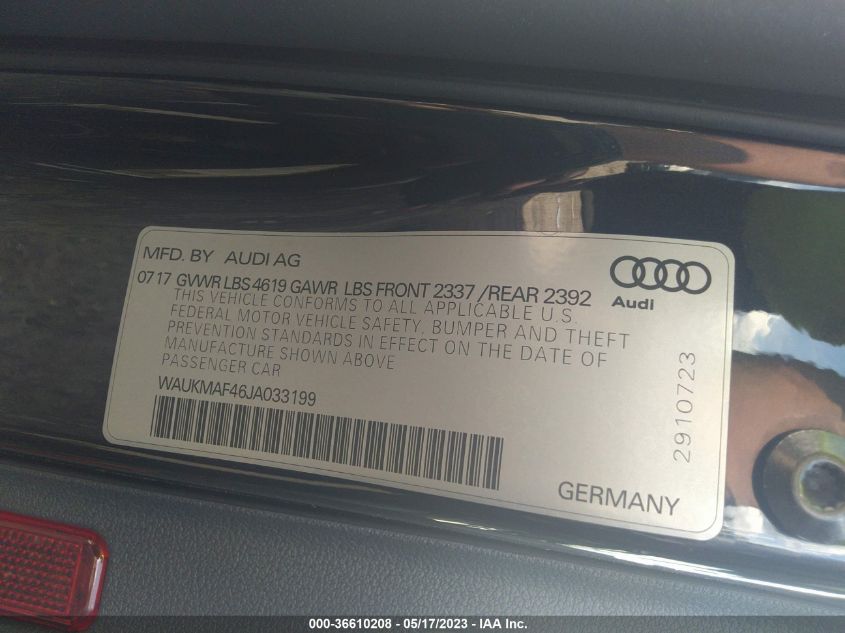 MFD. BY AUDI AG
07 17 GVWR LBS 4619 GAWR LBS FRONT 2337 /REAR 2392
THIS VEHICLE CONFORMS TO ALL APPLICABLE U.S.
FEDERAL MOTOR VEHICLE SAFETY, BUMPER AND THEFT
PREVENTION STANDARDS IN EFFECT ON THE DATE OF
MANUFACTURE SHOWN ABOVE
PASSENGER CAR
WAUKMAF46JA033199
Audi
2910723
GERMANY
000-36610208 - 05/17/2023 - IAA Inc.